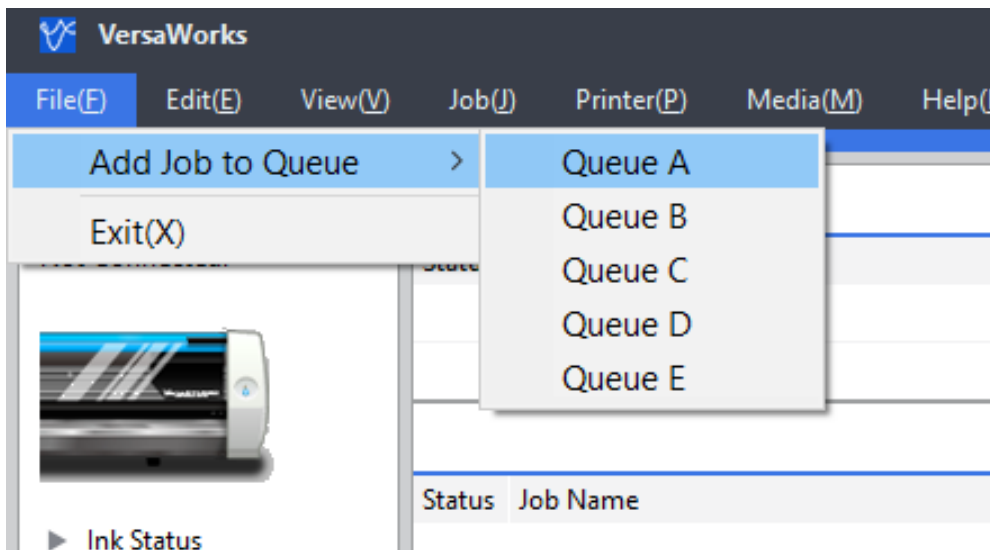 VersaWorks
File(F) Edit(E) View(V) Job(J) Printer(P) Media(M) Help(
Add Job to Queue > Queue A
Queue B
Exit(X)
Queue C
Queue D
Queue E
Status Job Name
Ink Status